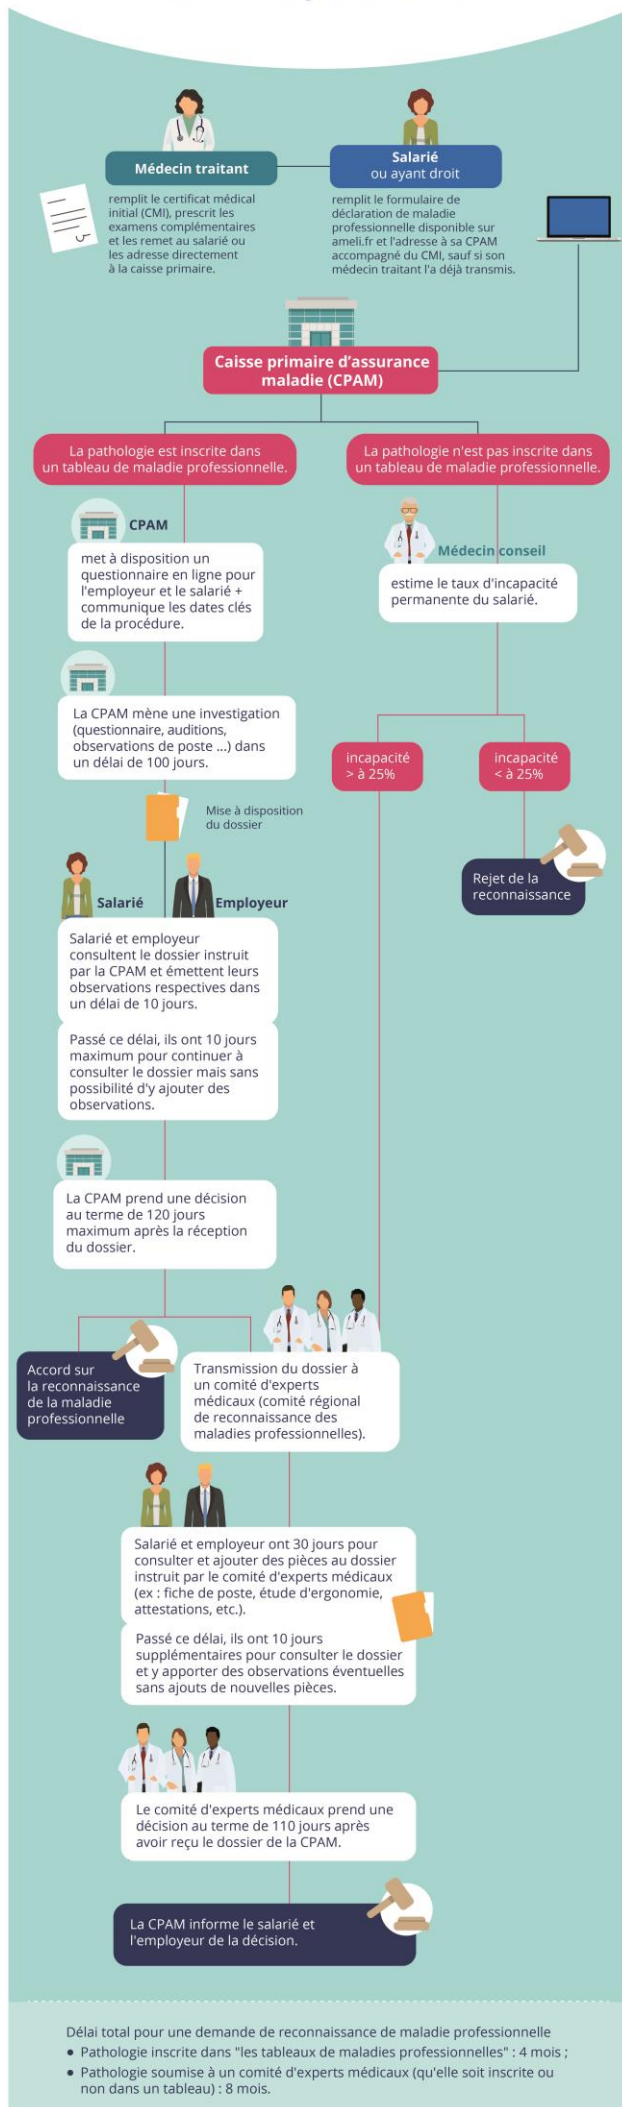 Médecin traitant
remplit le certificat médical
initial (CMI), prescrit les
examens complémentaires
et les remet au salarié ou
les adresse directement
à la caisse primaire.
Salarié
ou ayant droit
remplit le formulaire de
déclaration de maladie
professionnelle disponible sur
ameli.fr et l'adresse à sa CPAM
accompagné du CMI, sauf si son
médecin traitant l'a déjà transmis.
Caisse primaire d’assurance
maladie (CPAM)
La pathologie est inscrite dans
un tableau de maladie professionnelle.
La pathologie n'est pas inscrite dans
un tableau de maladie professionnelle.
CPAM
met à disposition un
questionnaire en ligne pour
l'employeur et le salarié +
communique les dates clés
de la procédure.
Médecin conseil
estime le taux d'incapacité
permanente du salarié.
La CPAM mène une investigation
(questionnaire, auditions,
observations de poste ...) dans
un délai de 100 jours.
incapacité
> à 25%
incapacité
< à 25%
Mise à disposition
du dossier
Rejet de la
reconnaissance
Salarié
Employeur
Salarié et employeur
consultent le dossier instruit
par la CPAM et émettent leurs
observations respectives dans
un délai de 10 jours.
Passé ce délai, ils ont 10 jours
maximum pour continuer à
consulter le dossier mais sans
possibilité d'y ajouter des
observations.
La CPAM prend une décision
au terme de 120 jours
maximum après la réception
du dossier.
Accord sur
la reconnaissance
de la maladie
professionnelle
Transmission du dossier à
un comité d'experts
médicaux (comité régional
de reconnaissance des
maladies professionnelles).
Salarié et employeur ont 30 jours pour
consulter et ajouter des pièces au dossier
instruit par le comité d'experts médicaux
(ex : fiche de poste, étude d'ergonomie,
attestations, etc.).
Passé ce délai, ils ont 10 jours
supplémentaires pour consulter le dossier
et y apporter des observations éventuelles
sans ajouts de nouvelles pièces.
Le comité d'experts médicaux prend une
décision au terme de 110 jours après
avoir reçu le dossier de la CPAM.
La CPAM informe le salarié et
l'employeur de la décision.
Délai total pour une demande de reconnaissance de maladie professionnelle
● Pathologie inscrite dans "les tableaux de maladies professionnelles" : 4 mois ;
● Pathologie soumise à un comité d'experts médicaux (qu'elle soit inscrite ou
non dans un tableau) : 8 mois.